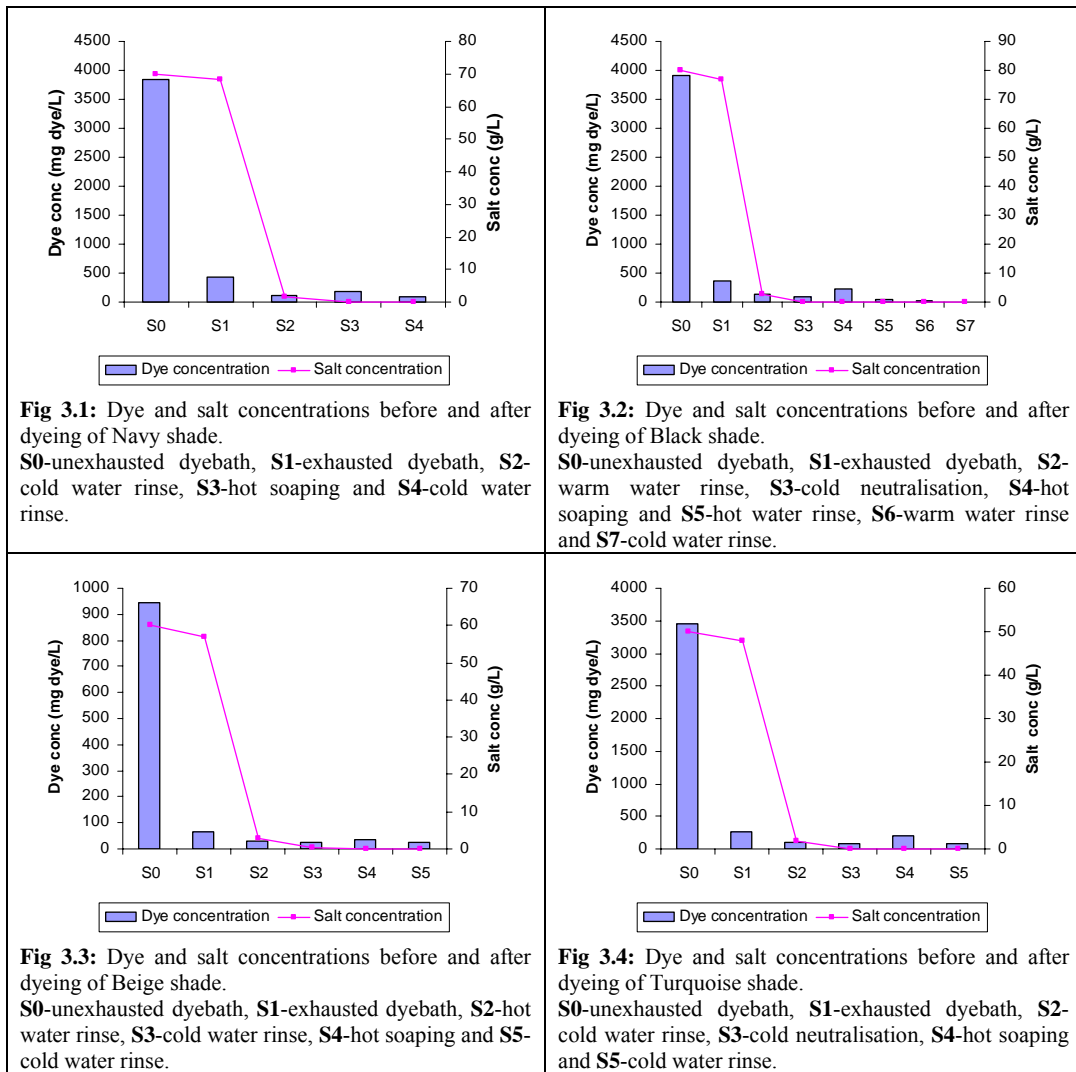 4500
4000
3500
3000
2500
2000
1500
1000
500
0
Dye conc (mg dye/L)
80
70
60
50
40
30
20
10
0
Salt conc (g/L)
S0 S1 S2 S3 S4
Dye concentration Salt concentration
Fig 3.1: Dye and salt concentrations before and after
dyeing of Navy shade.
S0-unexhausted dyebath, S1-exhausted dyebath, S2-
cold water rinse, S3-hot soaping and S4-cold water
rinse.
4500
4000
3500
3000
2500
2000
1500
1000
500
0
Dye conc (mg dye/L)
90
80
70
60
50
40
30
20
10
0
Salt conc (g/L)
S0 S1 S2 S3 S4 S5 S6 S7
Dye concentration Salt concentration
Fig 3.2: Dye and salt concentrations before and after
dyeing of Black shade.
S0-unexhausted dyebath, S1-exhausted dyebath, S2-
warm water rinse, S3-cold neutralisation, S4-hot
soaping and S5-hot water rinse, S6-warm water rinse
and S7-cold water rinse.
1000
900
800
700
600
500
400
300
200
100
0
Dye conc (mg dye/L)
70
60
50
40
30
20
10
0
Salt conc (g/L)
S0 S1 S2 S3 S4 S5
Dye concentration Salt concentration
Fig 3.3: Dye and salt concentrations before and after
dyeing of Beige shade.
S0-unexhausted dyebath, S1-exhausted dyebath, S2-hot
water rinse, S3-cold water rinse, S4-hot soaping and S5-
cold water rinse.
4000
3500
3000
2500
2000
1500
1000
500
0
Dye conc (mg dye/L)
60
50
40
30
20
10
0
Salt conc (g/L)
S0 S1 S2 S3 S4 S5
Dye concentration Salt concentration
Fig 3.4: Dye and salt concentrations before and after
dyeing of Turquoise shade.
S0-unexhausted dyebath, S1-exhausted dyebath, S2-
cold water rinse, S3-cold neutralisation, S4-hot soaping
and S5-cold water rinse.